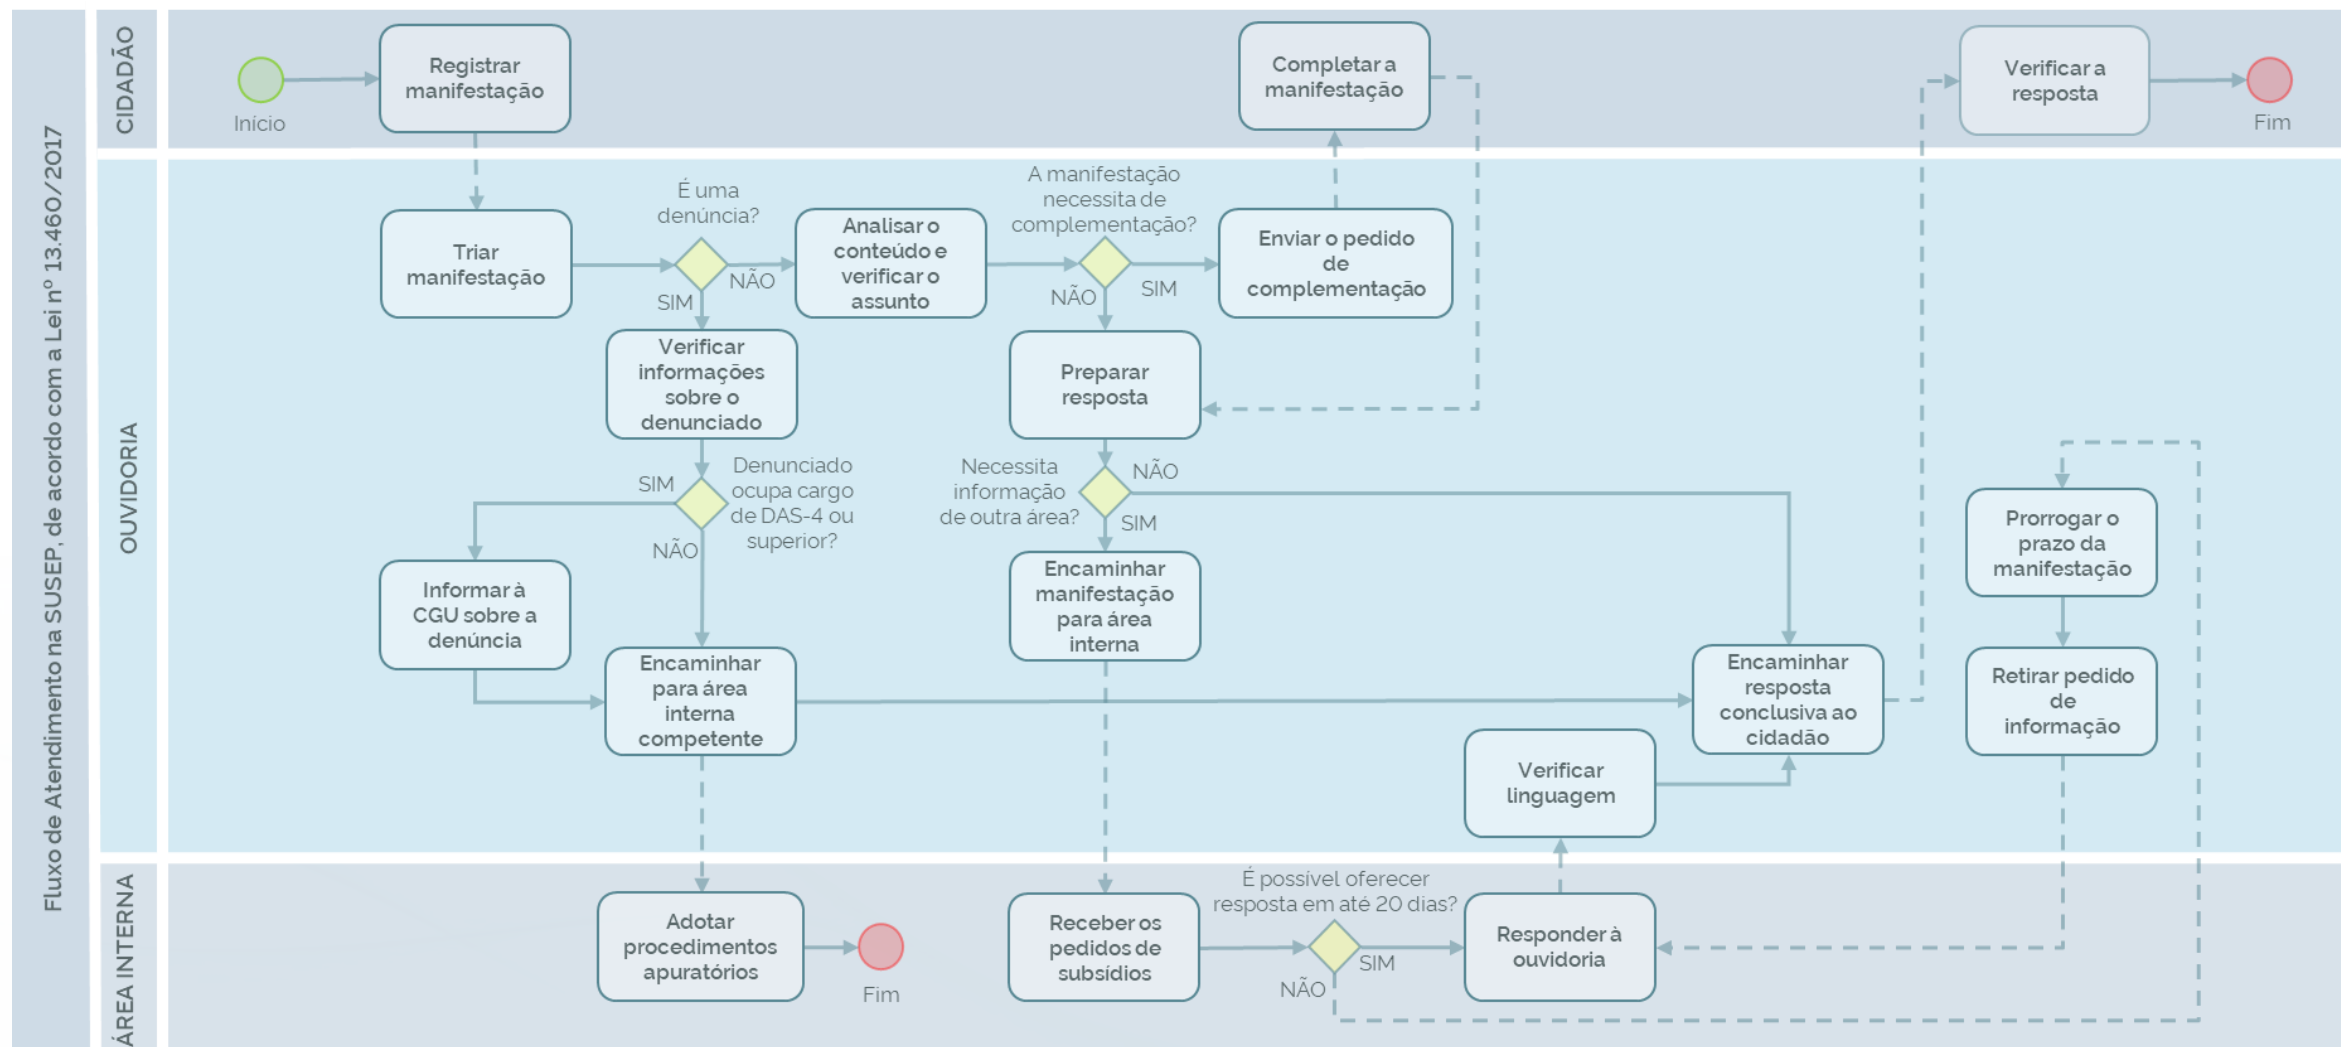 Fluxo de Atendimento na SUSEP, de acordo com a Lei nº 13.460/2017
CIDADÃO
Início
Registrar
manifestação
Completar a
manifestação
Verificar a
resposta
Fim
OUVIDORIA
Triar
manifestação
É uma
denúncia?
NÃO
SIM
Analisar o
conteúdo e
verificar o
assunto
A manifestação
necessita de
complementação?
NÃO
SIM
Enviar o pedido
de
complementação
Verificar
informações
sobre o
denunciado
Preparar
resposta
SIM
Denunciado
ocupa cargo
de DAS-4 ou
superior?
NÃO
Necessita
informação
de outra área?
NÃO
SIM
Informar à
CGU sobre a
denúncia
Encaminhar
para área
interna
competente
Encaminhar
manifestação
para área
interna
Encaminhar
resposta
conclusiva ao
cidadão
Prorrogar o
prazo da
manifestação
Retirar pedido
de
informação
Verificar
linguagem
ÁREA INTERNA
Adotar
procedimentos
apuratórios
Fim
Receber os
pedidos de
subsídios
É possível oferecer
resposta em até 20 dias?
SIM
NÃO
Responder à
ouvidoria